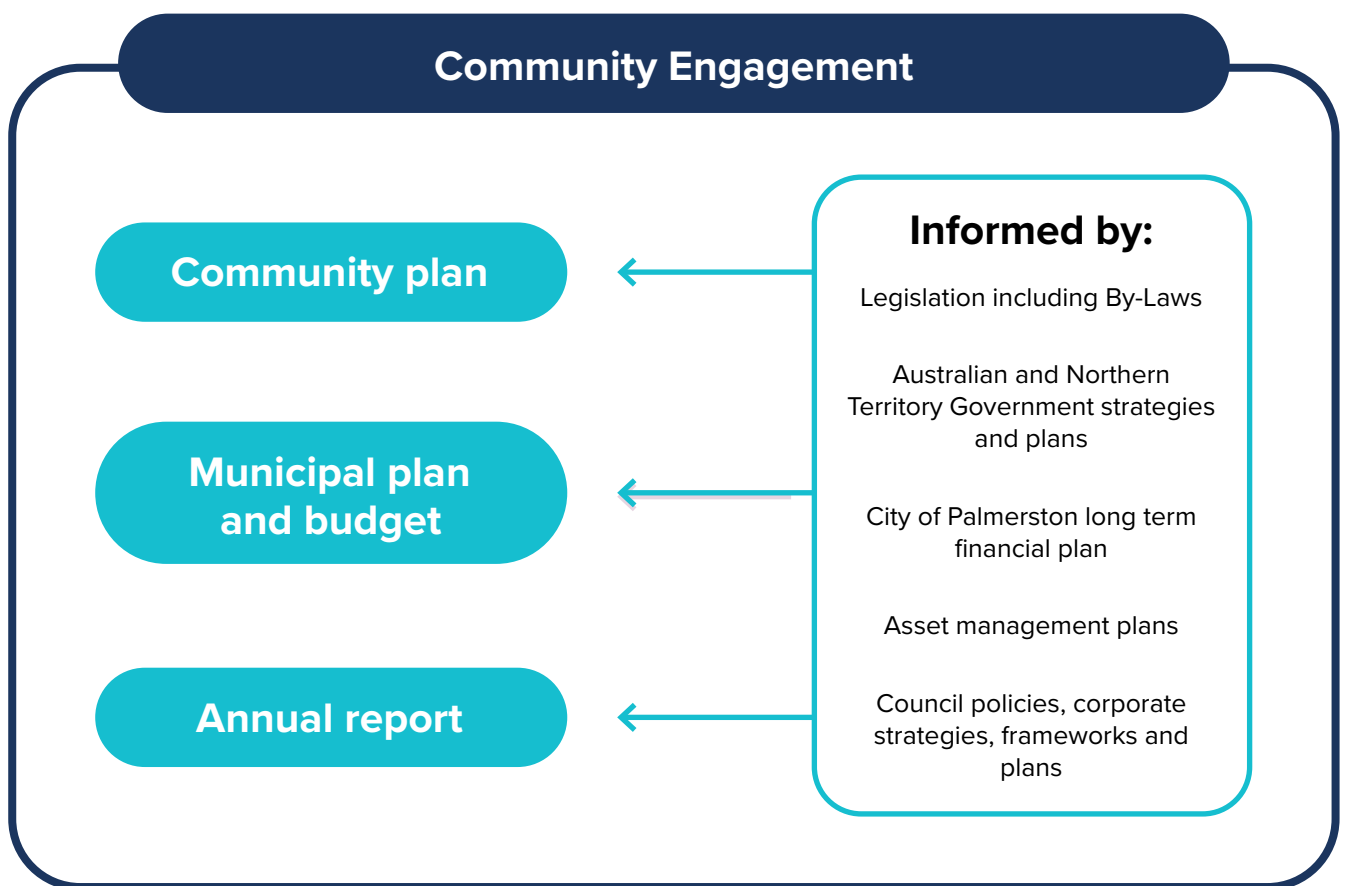 Community Engagement
Community plan
Municipal plan
and budget
Annual report
Informed by:
Legislation including By-Laws
Australian and Northern
Territory Government strategies
and plans
City of Palmerston long term
financial plan
Asset management plans
Council policies, corporate
strategies, frameworks and
plans